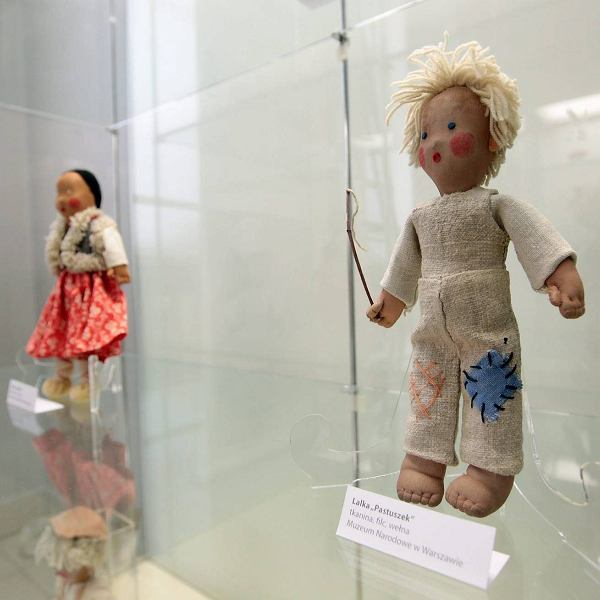 Lalka „Pastuszek"
tkanina, filc, wełna
Muzeum Narodowe w Warszawie